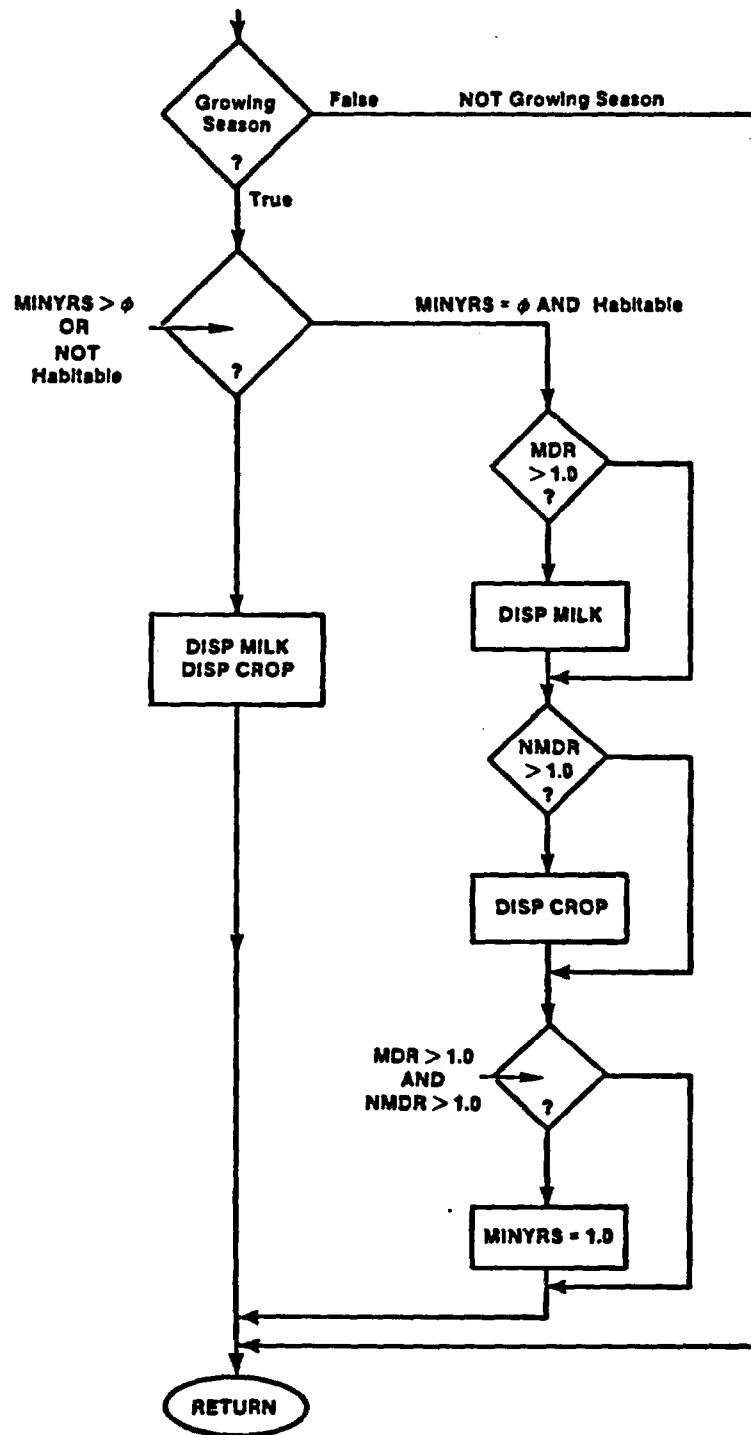 Growing
Season
?
False
NOT Growing Season
True
MINYRS > φ
OR
NOT
Habitable
?
MINYRS = φ AND Habitable
MDR
> 1.0
?
DISP MILK
DISP MILK
DISP CROP
NMDR
> 1.0
?
DISP CROP
MDR > 1.0
AND
NMDR > 1.0
?
MINYRS = 1.0
RETURN